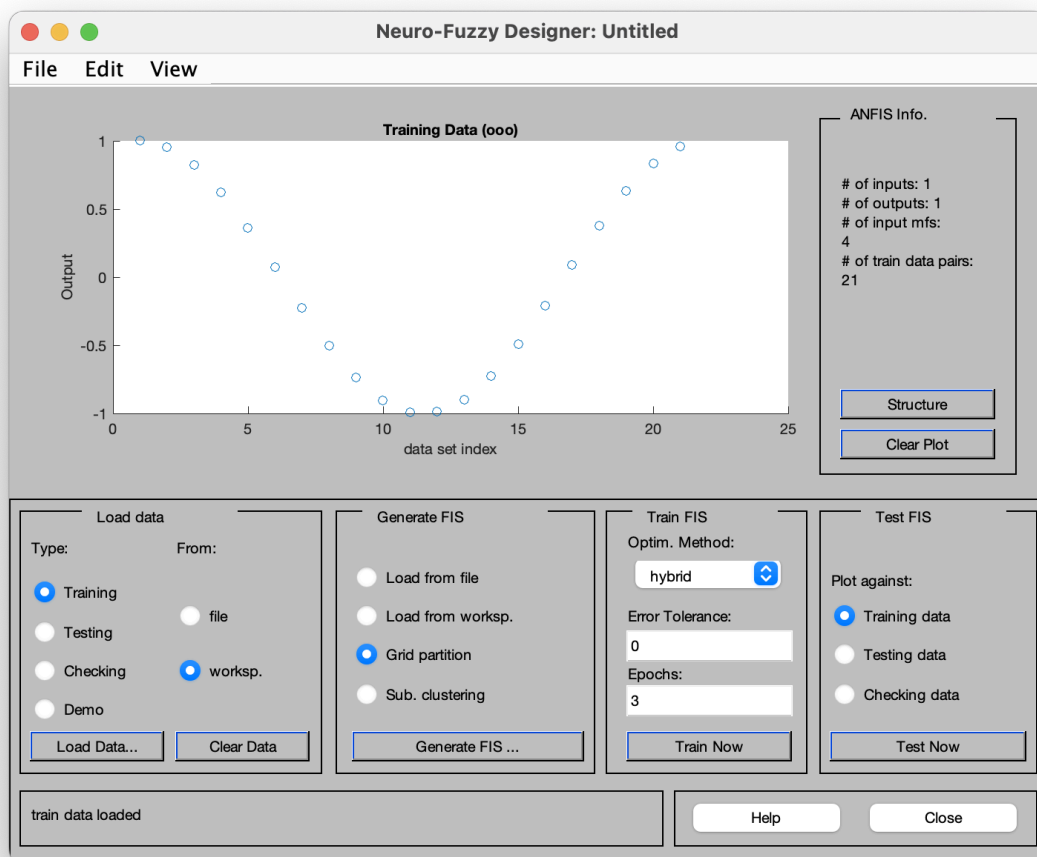 Neuro-Fuzzy Designer: Untitled
File Edit View
Training Data (ooo)
1
0.5
0
-0.5
-1
Output
0 5 10 15 20 25
data set index
ANFIS Info.
# of inputs: 1
# of outputs: 1
# of input mfs:
4
# of train data pairs:
21
Structure
Clear Plot
Load data
Type:
From:
Training
Testing
Checking
Demo
file
worksp.
Load Data...
Clear Data
Generate FIS
Load from file
Load from worksp.
Grid partition
Sub. clustering
Generate FIS ...
Train FIS
Optim. Method:
hybrid
Error Tolerance:
0
Epochs:
3
Train Now
Test FIS
Plot against:
Training data
Testing data
Checking data
Test Now
train data loaded
Help
Close